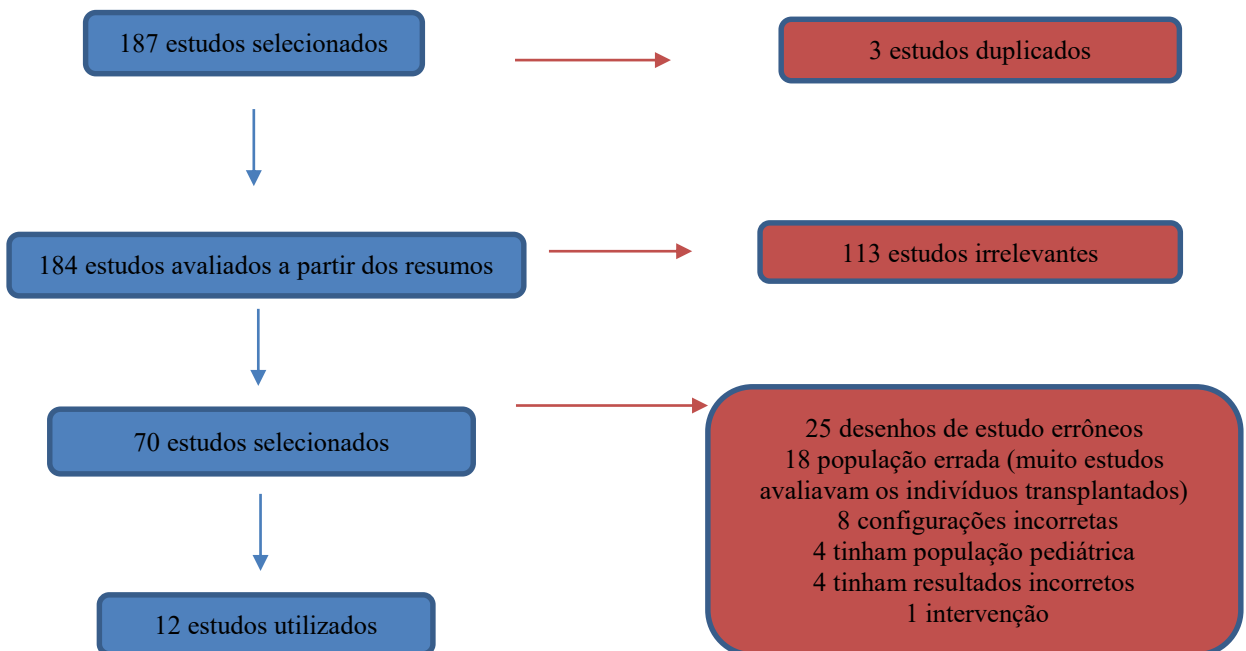 187 estudos selecionados
3 estudos duplicados
184 estudos avaliados a partir dos resumos
113 estudos irrelevantes
70 estudos selecionados
25 desenhos de estudo errôneos
18 população errada (muito estudos
avaliavam os indivíduos transplantados)
8 configurações incorretas
4 tinham população pediátrica
4 tinham resultados incorretos
1 intervenção
12 estudos utilizados